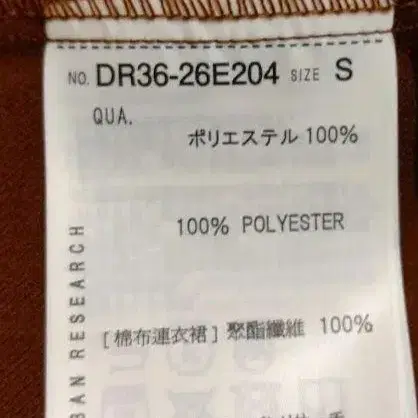 NO. DR36-26E204 SIZE S
QUA.
ポリエステル 100%
100% POLYESTER
[棉布連衣裙] 聚酯纖維 100%
BAN RESEARCH